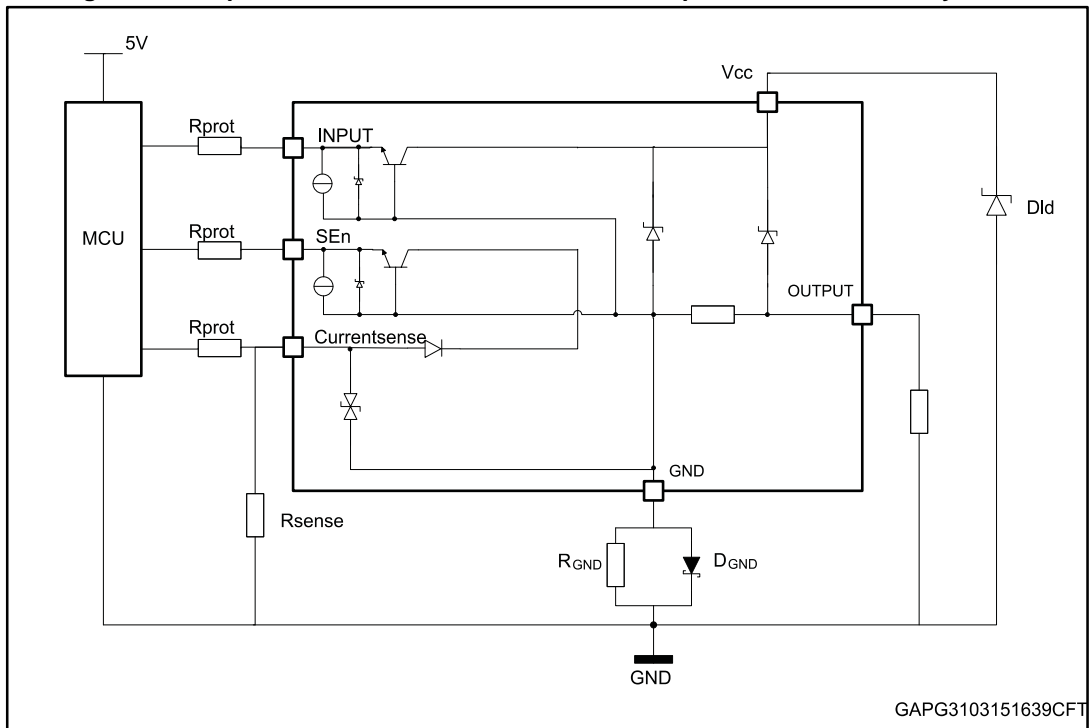 5V
Vcc
Rprot
INPUT
Dld
MCU
Rprot
SEn
OUTPUT
Rprot
Currentsense
GND
Rsense
RGND
DGND
GND
GAPG3103151639CFT